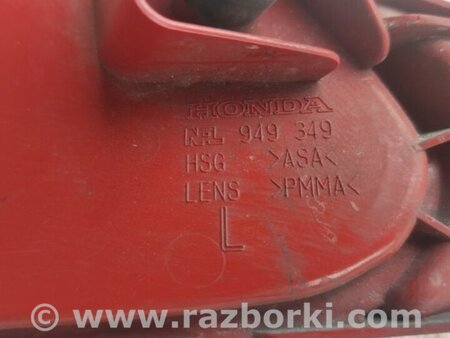 HONDA
N·L 949 349
HSG >ASA<
LENS >PMMA<
L
© www.razborki.com